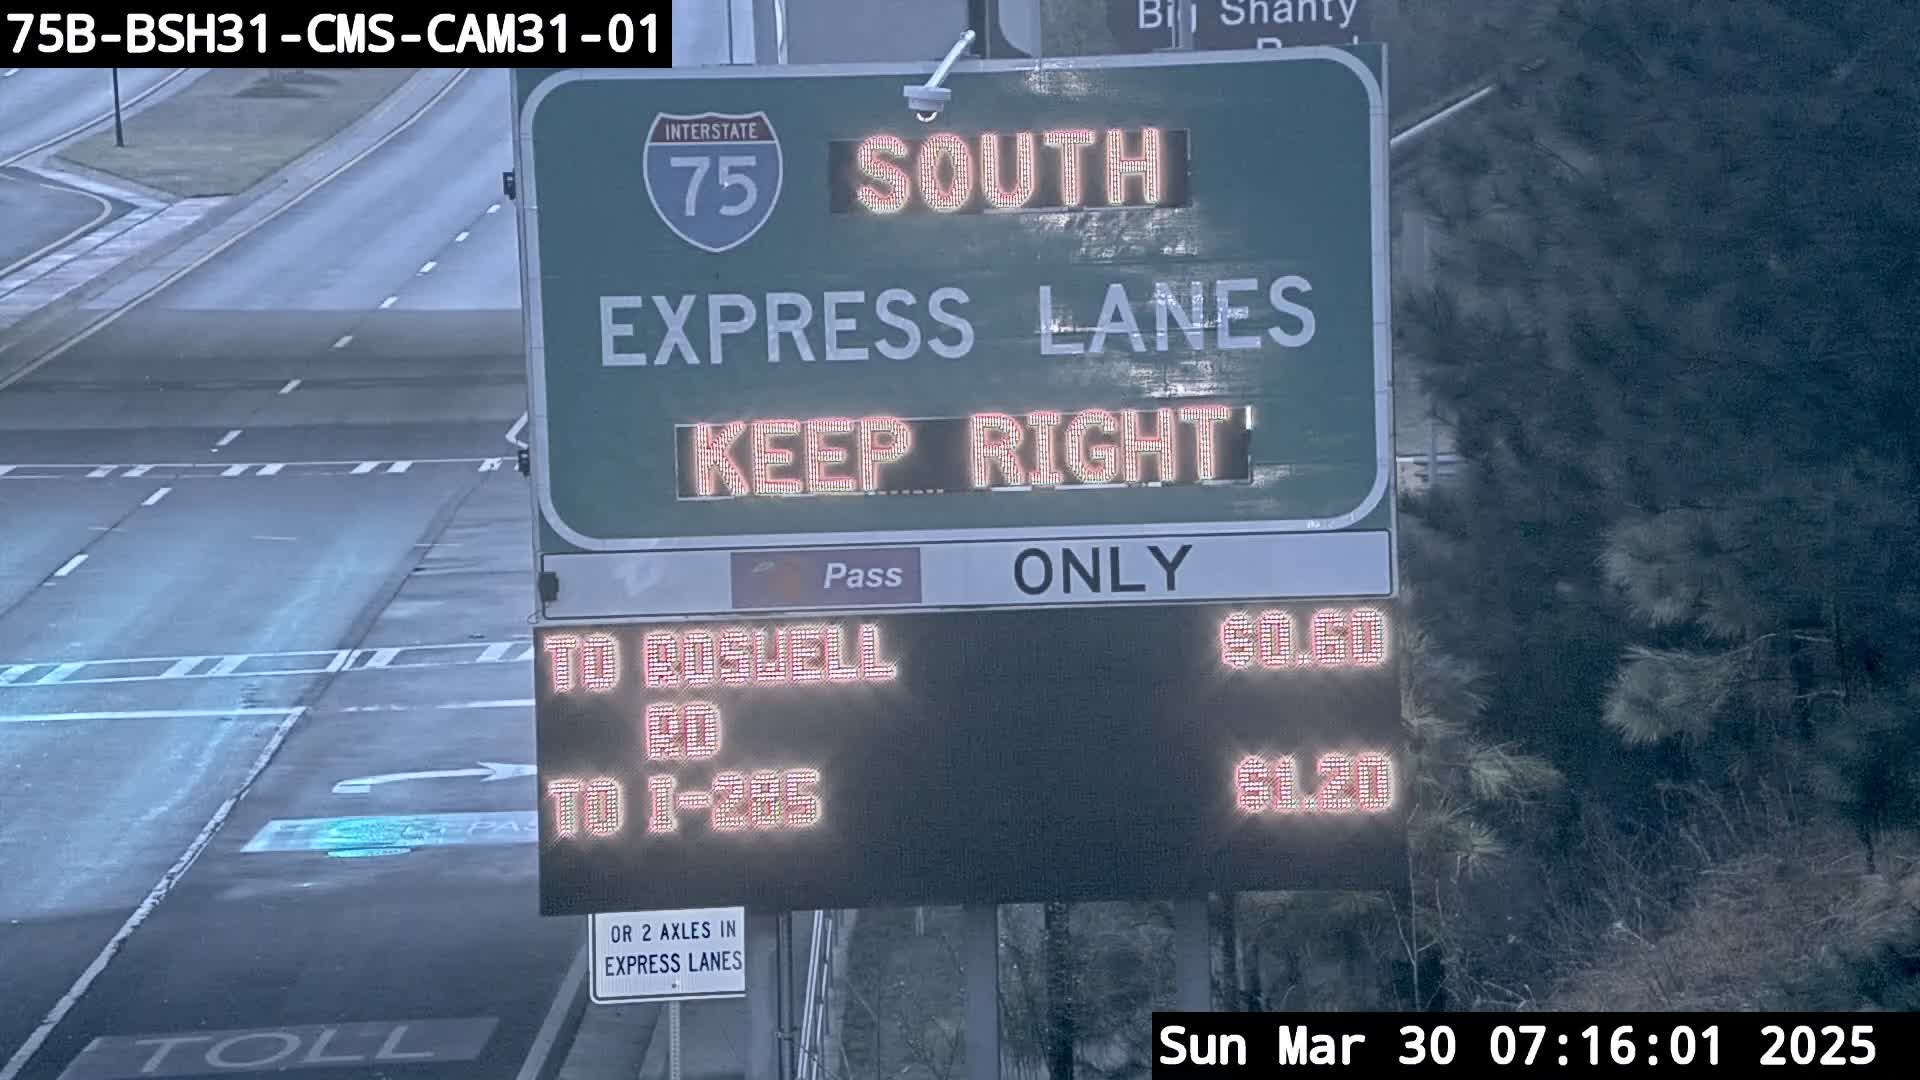 75B-BSH31-CMS-CAM31-01
Big Shanty
INTERSTATE
75
SOUTH
EXPRESS LANES
KEEP RIGHT
Pass ONLY
TO ROSWELL $0.60
RD
TO I-285 $1.20
OR 2 AXLES IN
EXPRESS LANES
TOLL
Sun Mar 30 07:16:01 2025